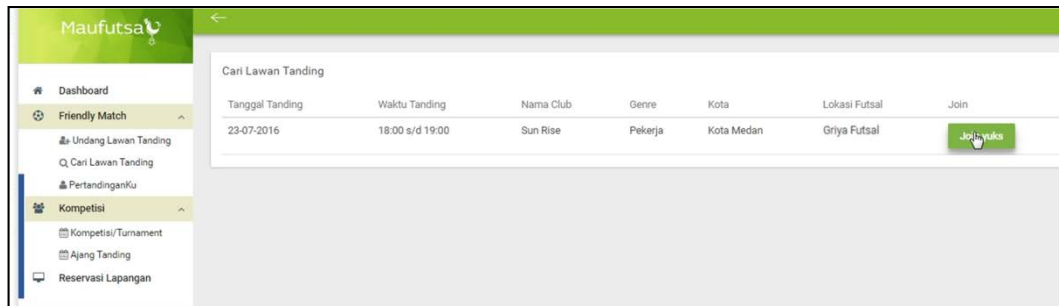 Maufutsal
Dashboard
Friendly Match
Undang Lawan Tanding
Cari Lawan Tanding
PertandinganKu
Kompetisi
Kompetisi/Turnament
Ajang Tanding
Reservasi Lapangan
Cari Lawan Tanding
Tanggal Tanding Waktu Tanding Nama Club Genre Kota Lokasi Futsal Join
23-07-2016 18:00 s/d 19:00 Sun Rise Pekerja Kota Medan Griya Futsal Join yuks